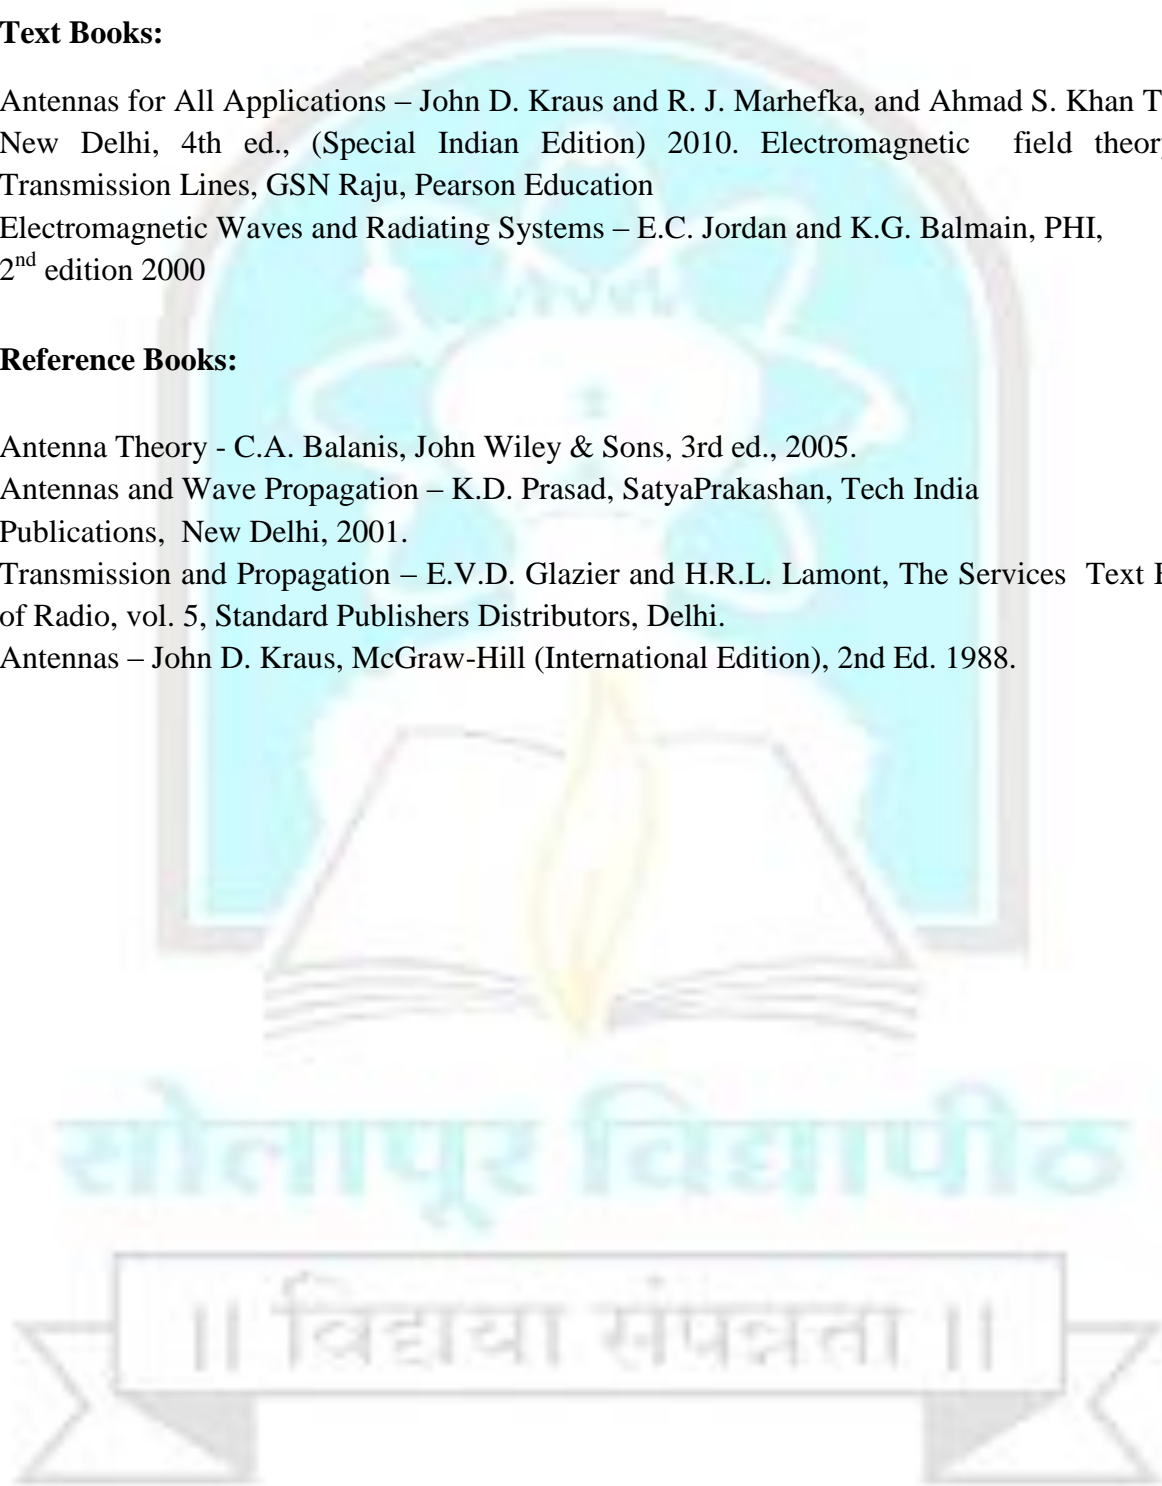 Text Books:
Antennas for All Applications – John D. Kraus and R. J. Marhefka, and Ahmad S. Khan T
New Delhi, 4th ed., (Special Indian Edition) 2010. Electromagnetic field theory
Transmission Lines, GSN Raju, Pearson Education
Electromagnetic Waves and Radiating Systems – E.C. Jordan and K.G. Balmain, PHI,
2nd edition 2000
Reference Books:
Antenna Theory - C.A. Balanis, John Wiley & Sons, 3rd ed., 2005.
Antennas and Wave Propagation – K.D. Prasad, SatyaPrakashan, Tech India
Publications, New Delhi, 2001.
Transmission and Propagation – E.V.D. Glazier and H.R.L. Lamont, The Services Text
of Radio, vol. 5, Standard Publishers Distributors, Delhi.
Antennas – John D. Kraus, McGraw-Hill (International Edition), 2nd Ed. 1988.
सोलापूर विद्यापीठ
|| विद्यया संपन्नता ||